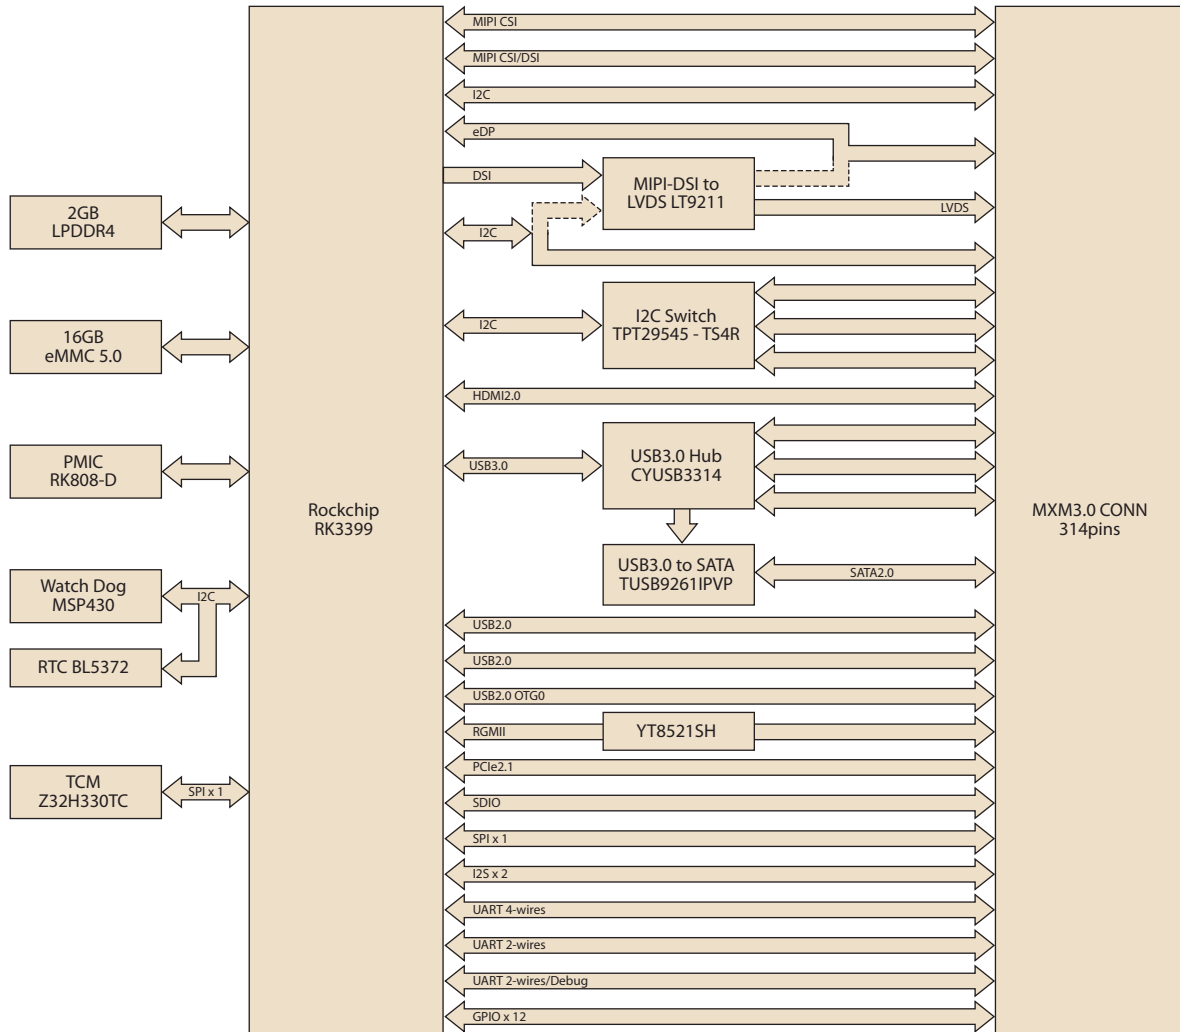 2GB
LPDDR4
16GB
eMMC 5.0
PMIC
RK808-D
Watch Dog
MSP430
I2C
RTC BL5372
TCM
Z32H330TC
SPI x 1
Rockchip
RK3399
MIPI CSI
MIPI CSI/DSI
I2C
eDP
DSI
MIPI-DSI to
LVDS LT9211
LVDS
I2C
I2C
I2C Switch
TPT29545 - TS4R
HDMI2.0
USB3.0
USB3.0 Hub
CYUSB3314
USB3.0 to SATA
TUSB9261IPVP
SATA2.0
USB2.0
USB2.0
USB2.0 OTG0
RGMII
YT8521SH
PCIe2.1
SDIO
SPI x 1
I2S x 2
UART 4-wires
UART 2-wires
UART 2-wires/Debug
GPIO x 12
MXM3.0 CONN
314pins